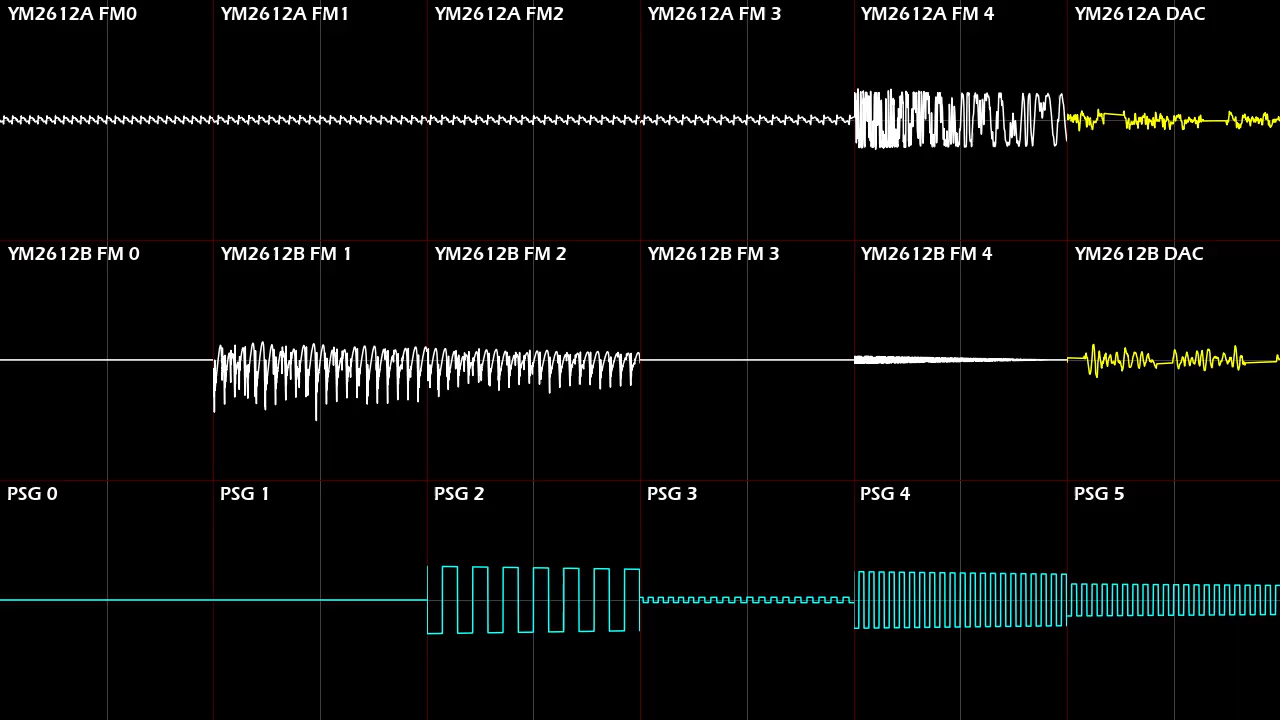 YM2612A FM0
YM2612A FM1
YM2612A FM2
YM2612A FM 3
YM2612A FM 4
YM2612A DAC
YM2612B FM 0
YM2612B FM 1
YM2612B FM 2
YM2612B FM 3
YM2612B FM 4
YM2612B DAC
PSG 0
PSG 1
PSG 2
PSG 3
PSG 4
PSG 5